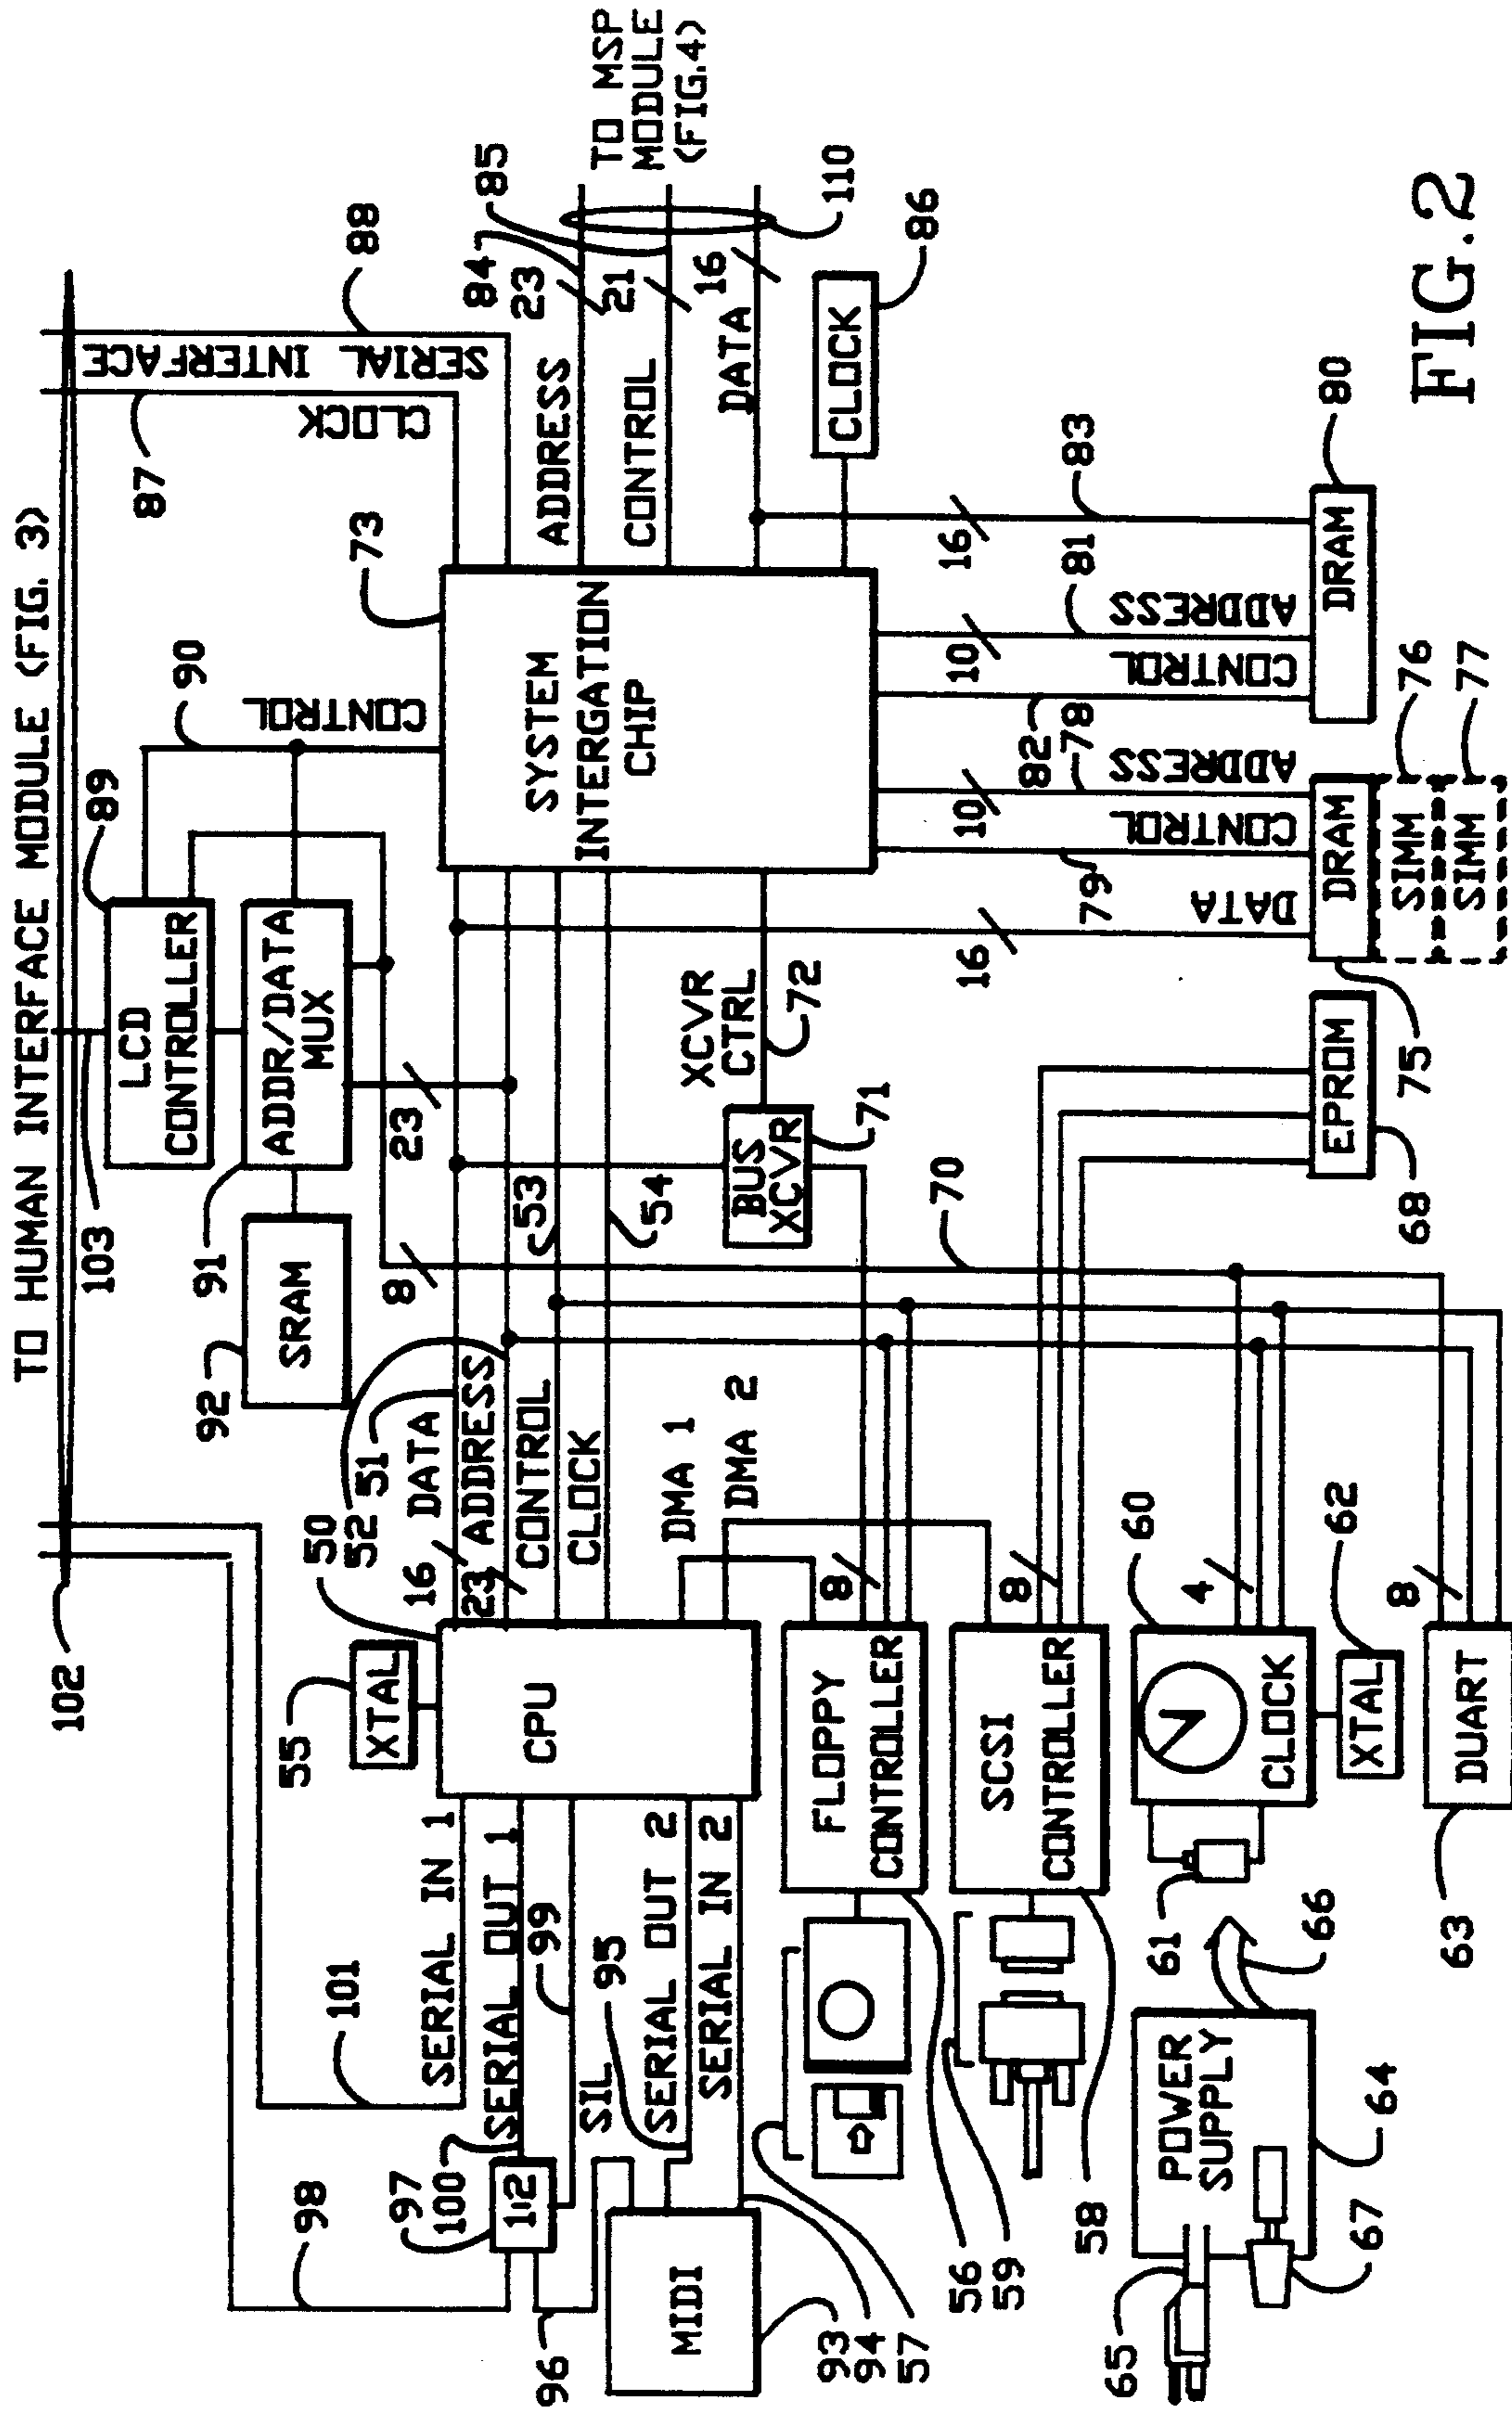 TO HUMAN INTERFACE MODULE (FIG. 3)
102
103
87
88
98
101
55
XTAL
50
52
51
92
SRAM
91
89
LCD
CONTROLLER
ADDR/DATA
MUX
90
CONTROL
CLOCK
SERIAL INTERFACE
73
84
85
23
21
16
ADDRESS
CONTROL
DATA
TO MSP
MODULE
(FIG.4)
110
CLOCK
86
97
100
1:2
SERIAL IN 1
SERIAL OUT 1
99
SIL
95
SERIAL OUT 2
SERIAL IN 2
96
MIDI
93
94
57
CPU
16
DATA
23
ADDRESS
CONTROL
CLOCK
DMA 1
DMA 2
8
23
53
54
SYSTEM
INTERGATION
CHIP
XCVR
CTRL
72
BUS
XCVR
71
70
FLOPPY
CONTROLLER
8
56
59
SCSI
CONTROLLER
8
58
60
4
CLOCK
61
XTAL
62
DUART
8
63
POWER
SUPPLY
64
65
66
67
EPROM
68
DRAM
75
SIMM
76
SIMM
77
16
DATA
79
CONTROL
10
78
ADDRESS
82
CONTROL
10
81
ADDRESS
16
83
DRAM
80
FIG.2